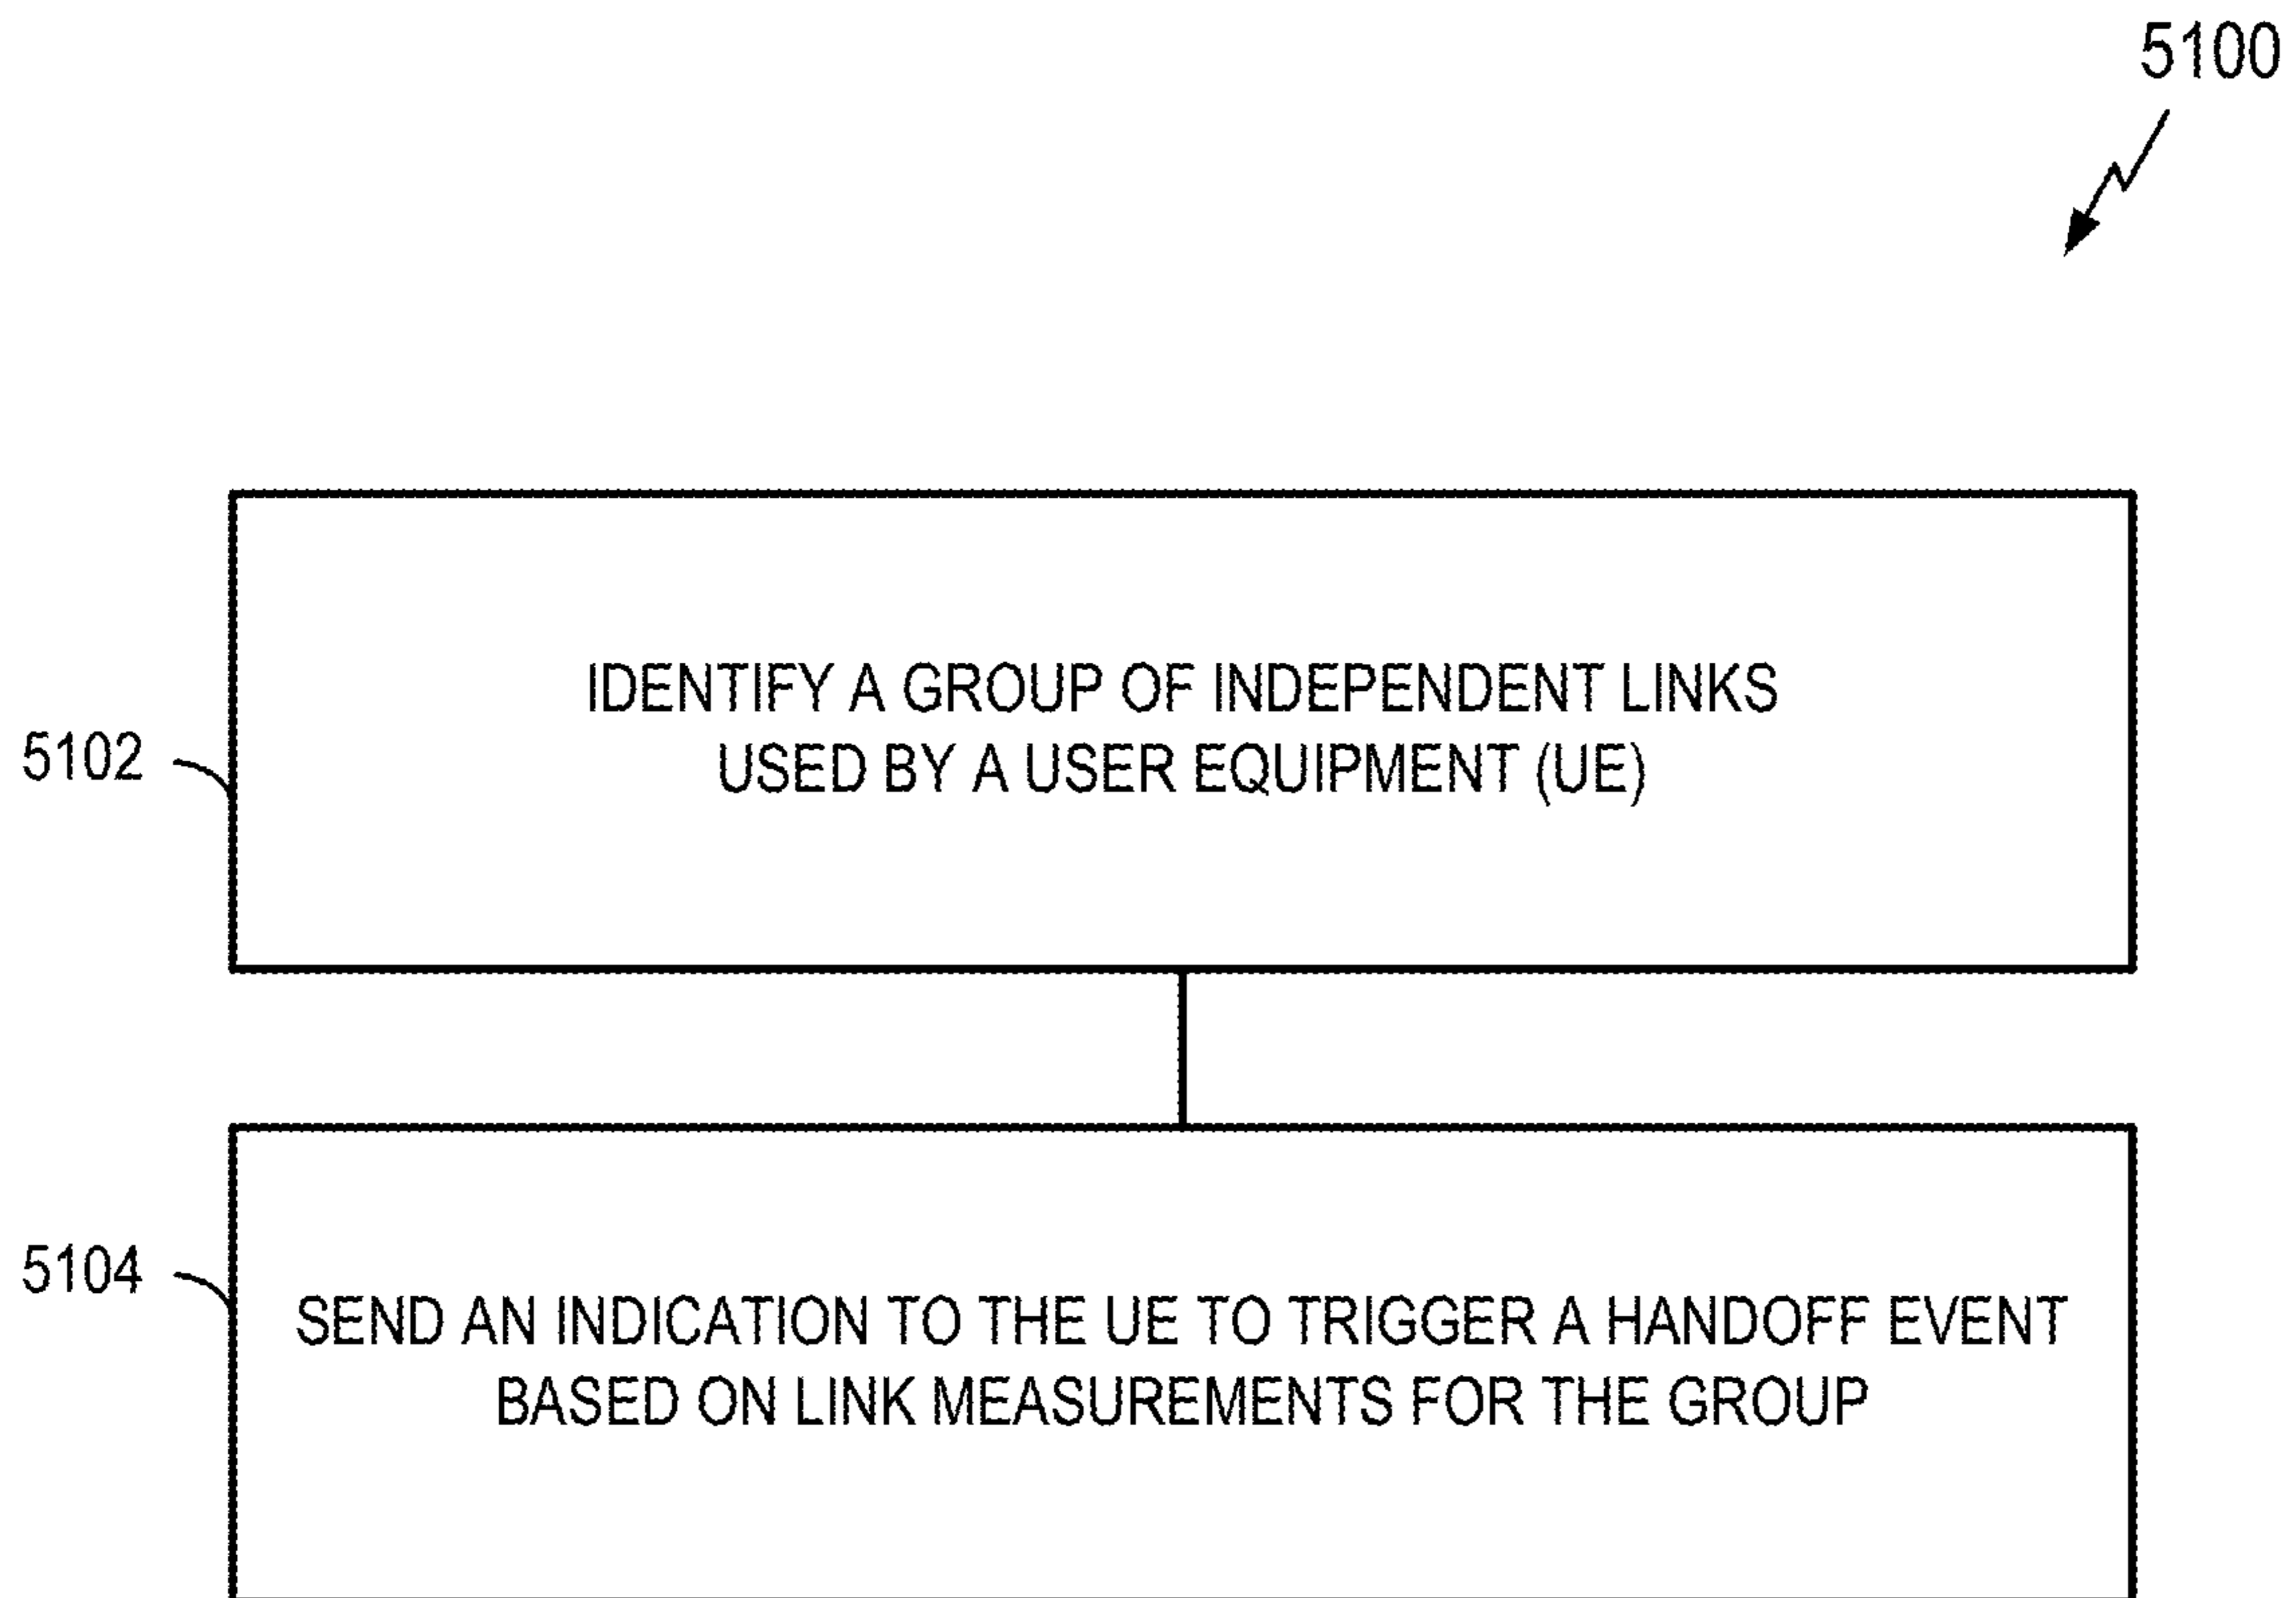 5100
IDENTIFY A GROUP OF INDEPENDENT LINKS
USED BY A USER EQUIPMENT (UE)
5102
5104
SEND AN INDICATION TO THE UE TO TRIGGER A HANDOFF EVENT
BASED ON LINK MEASUREMENTS FOR THE GROUP